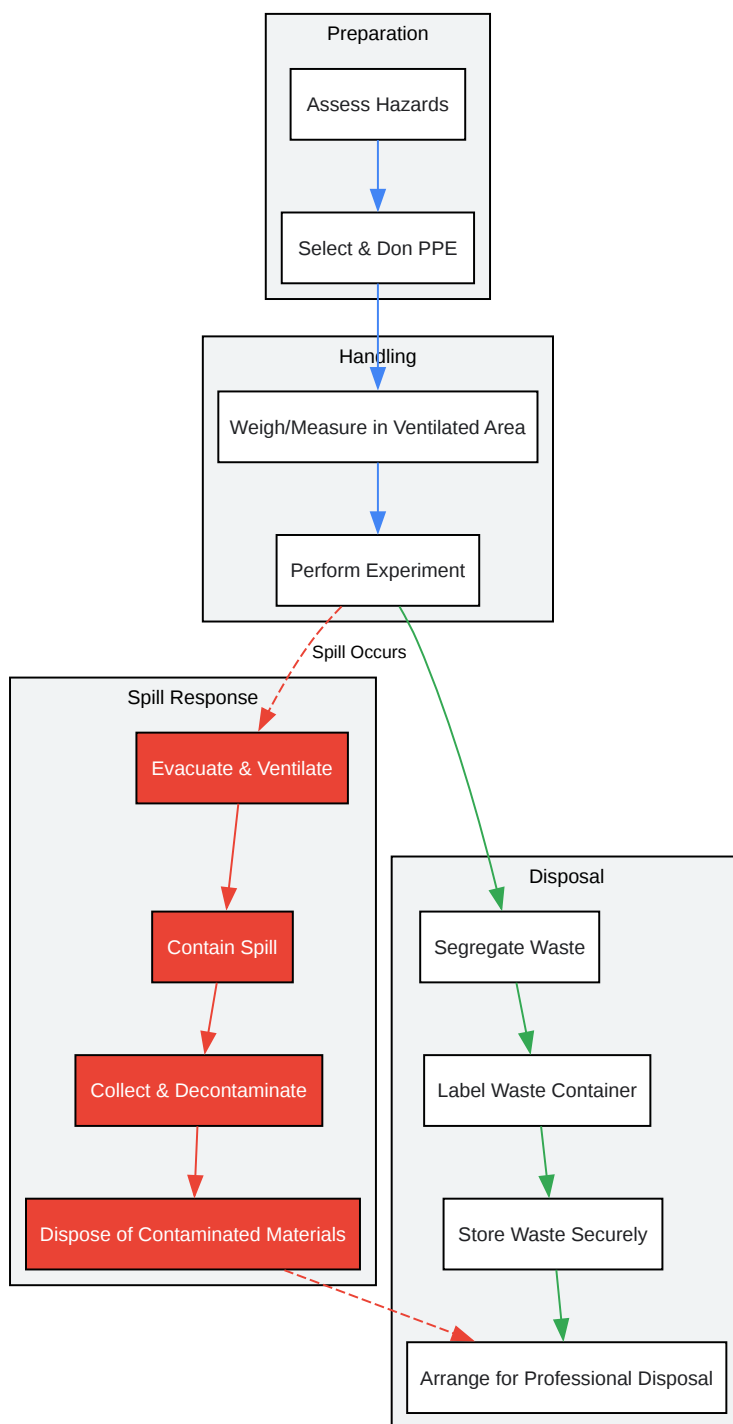 Preparation
Assess Hazards
Select & Don PPE
Handling
Weigh/Measure in Ventilated Area
Perform Experiment
Spill Occurs
Spill Response
Evacuate & Ventilate
Contain Spill
Collect & Decontaminate
Dispose of Contaminated Materials
Disposal
Segregate Waste
Label Waste Container
Store Waste Securely
Arrange for Professional Disposal